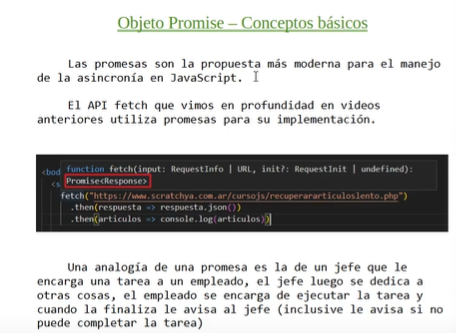 Objeto Promise – Conceptos básicos
Las promesas son la propuesta más moderna para el manejo
de la asincronía en JavaScript.
El API fetch que vimos en profundidad en videos
anteriores utiliza promesas para su implementación.
<bod function fetch(input: RequestInfo | URL, init?: RequestInit | undefined):
<s Promise<Response>
fetch("https://www.scratchya.com.ar/cursojs/recuperararticuloslento.php")
.then(respuesta => respuesta.json())
.then(articulos => console.log(articulos))
Una analogía de una promesa es la de un jefe que le
encarga una tarea a un empleado, el jefe luego se dedica a
otras cosas, el empleado se encarga de ejecutar la tarea y
cuando la finaliza le avisa al jefe (inclusive le avisa si no
puede completar la tarea)